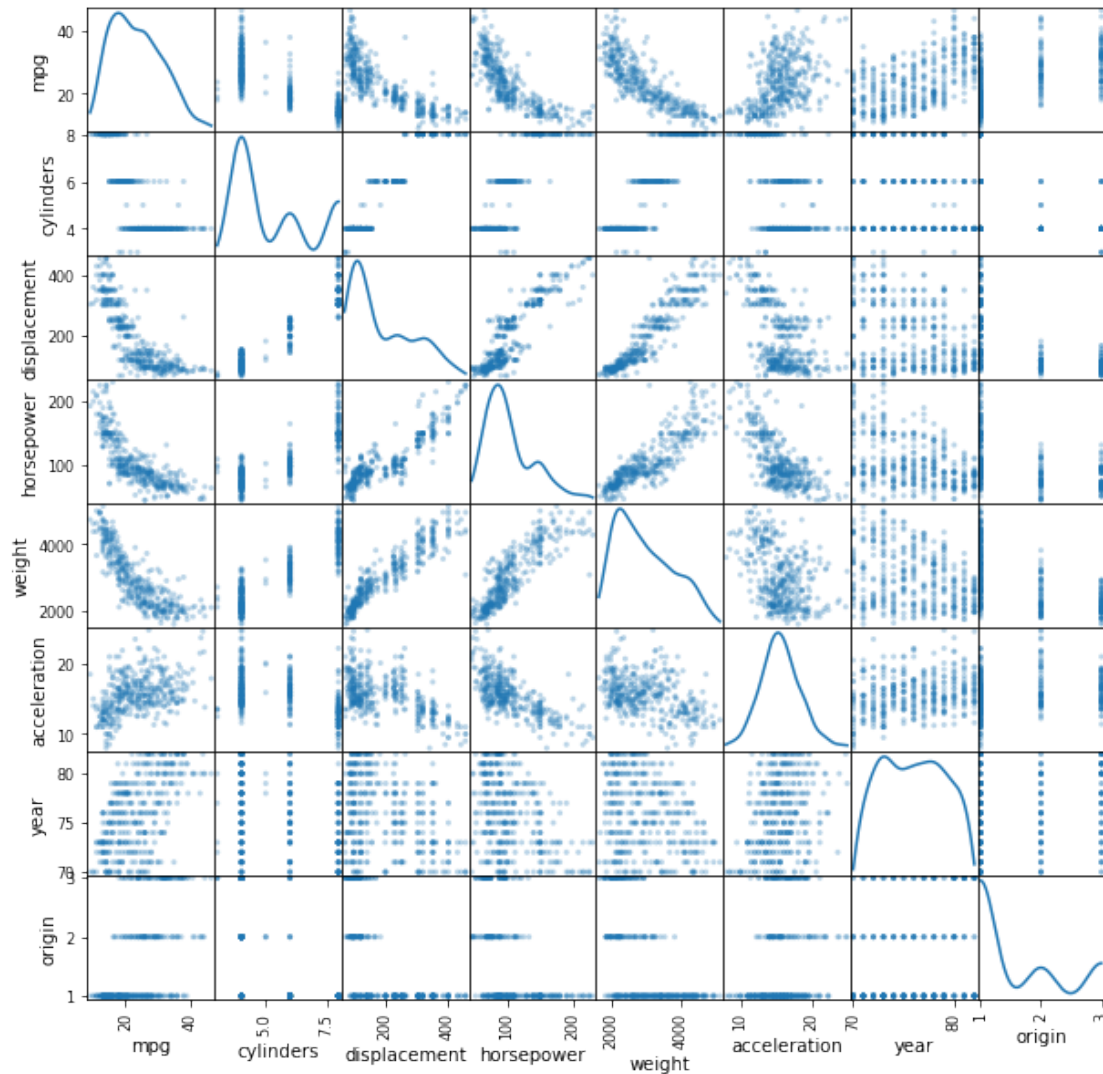 40
20
mpg
8
6
4
cylinders
400
200
displacement
200
100
horsepower
4000
2000
weight
20
10
acceleration
80
75
70
year
3
2
1
origin
20 40 5.0 7.5 200 400 100 200 2000 4000 10 20 70 80 1 2 3
mpg cylinders displacement horsepower weight acceleration year origin